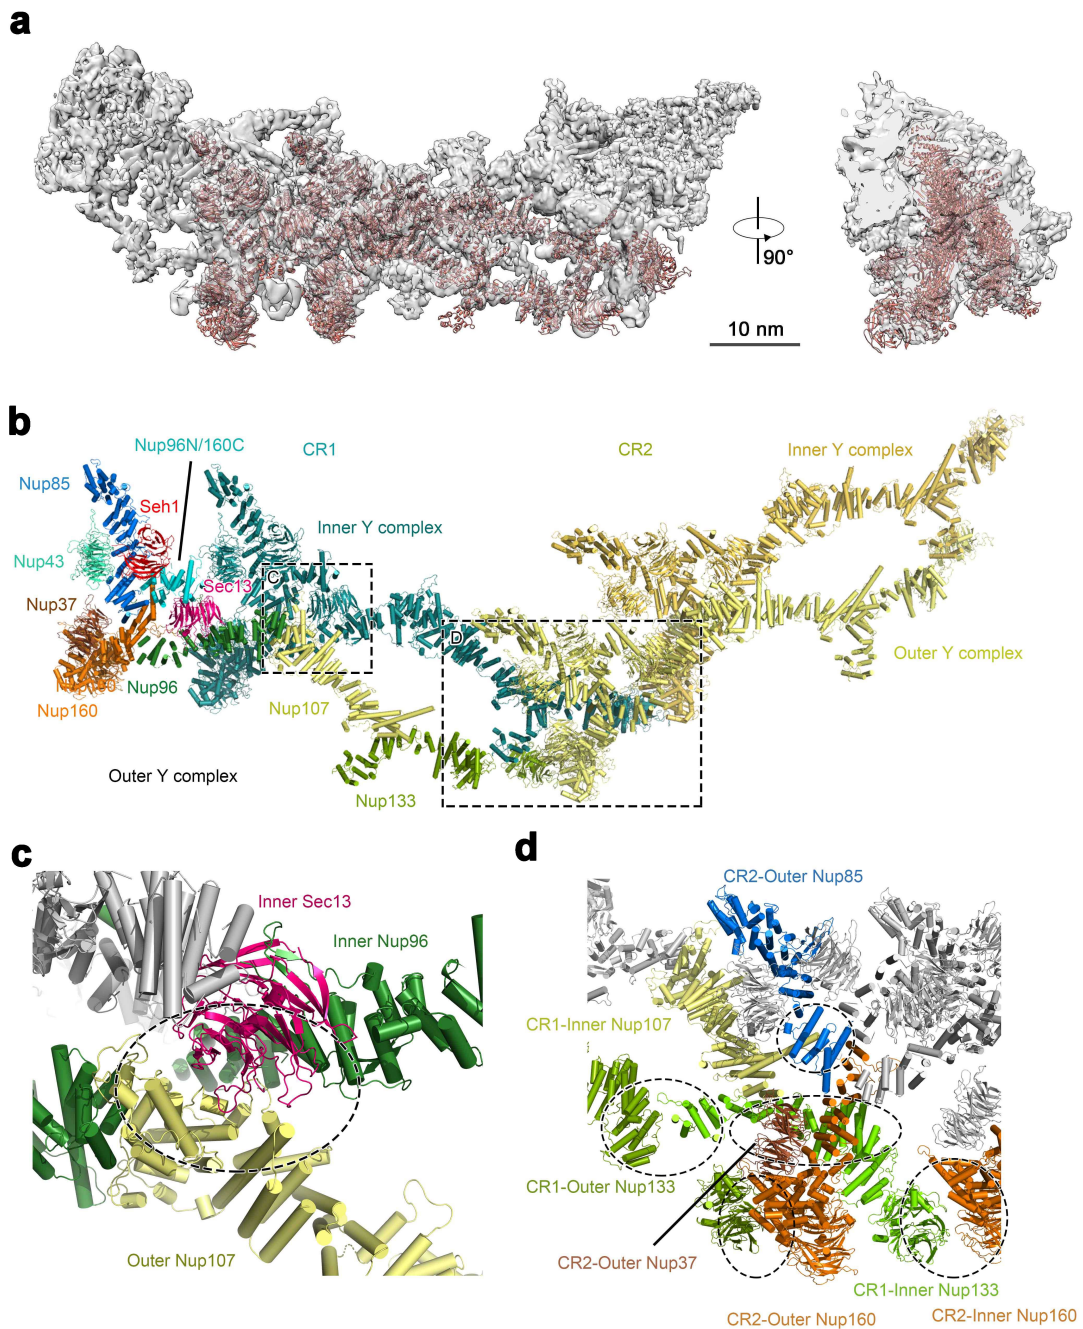 a
90°
10 nm
b
Nup96N/160C
CR1
CR2
Inner Y complex
Nup85
Seh1
Inner Y complex
Nup43
Sec13
C
Nup37
D
Outer Y complex
Nup96
Nup160
Nup107
Outer Y complex
Nup133
c
d
CR2-Outer Nup85
Inner Sec13
Inner Nup96
CR1-Inner Nup107
CR1-Outer Nup133
Outer Nup107
CR2-Outer Nup37
CR1-Inner Nup133
CR2-Outer Nup160
CR2-Inner Nup160